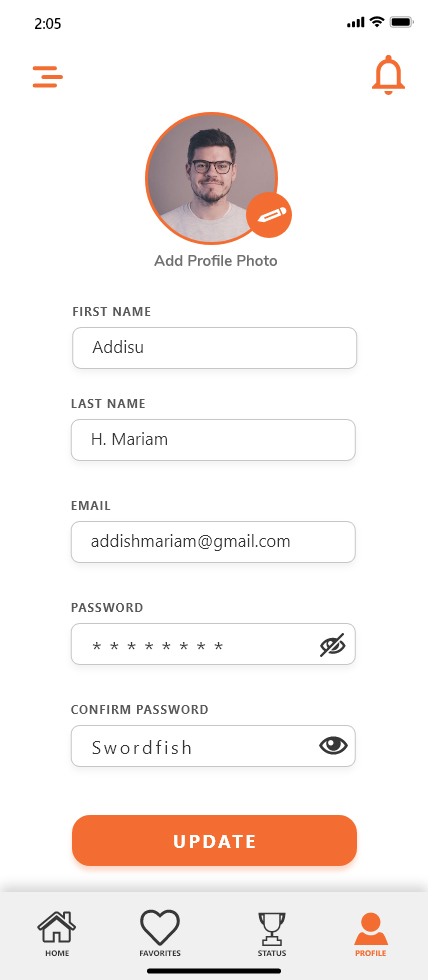 2:05
Add Profile Photo
FIRST NAME
Addisu
LAST NAME
H. Mariam
EMAIL
addishmariam@gmail.com
PASSWORD
* * * * * * * *
CONFIRM PASSWORD
Swordfish
UPDATE
HOME FAVORITES STATUS PROFILE